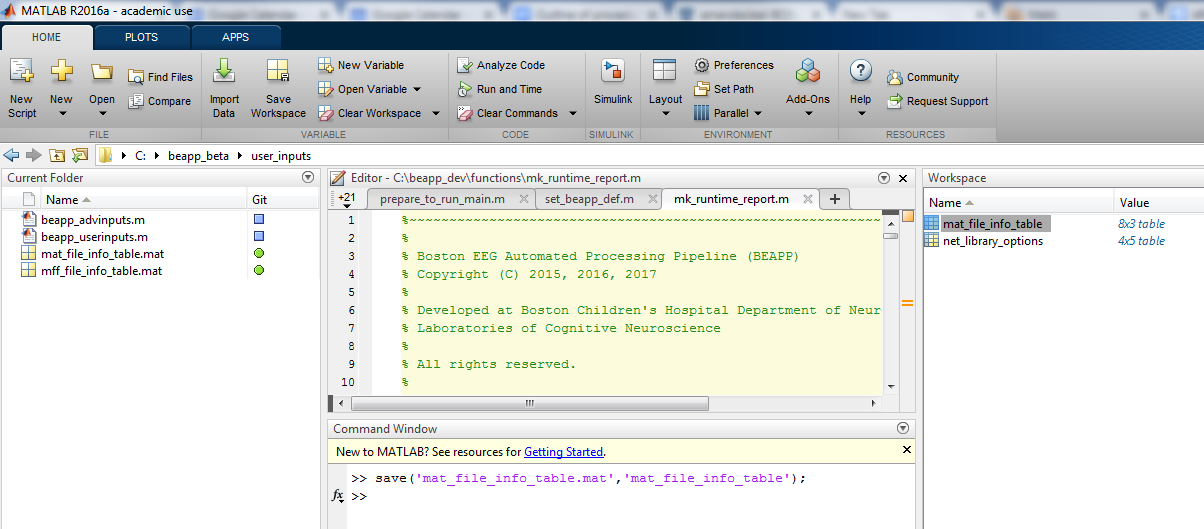 MATLAB R2016a - academic use
HOME PLOTS APPS
New Script
New
Open
Find Files
Compare
FILE
Import Data
Save Workspace
New Variable
Open Variable
Clear Workspace
VARIABLE
Analyze Code
Run and Time
Clear Commands
CODE
Simulink
SIMULINK
Layout
Preferences
Set Path
Parallel
Add-Ons
ENVIRONMENT
Help
Community
Request Support
RESOURCES
C: beapp_beta user_inputs
Current Folder
Name Git
beapp_advinputs.m
beapp_userinputs.m
mat_file_info_table.mat
mff_file_info_table.mat
Editor - C:\beapp_dev\functions\mk_runtime_report.m
+21 prepare_to_run_main.m set_beapp_def.m mk_runtime_report.m
1 %--------------------------------------------------------------
2 %
3 % Boston EEG Automated Processing Pipeline (BEAPP)
4 % Copyright (C) 2015, 2016, 2017
5 %
6 % Developed at Boston Children's Hospital Department of Neur
7 % Laboratories of Cognitive Neuroscience
8 %
9 % All rights reserved.
10 %
Command Window
New to MATLAB? See resources for Getting Started.
>> save('mat_file_info_table.mat','mat_file_info_table');
fx >>
Workspace
Name Value
mat_file_info_table 8x3 table
net_library_options 4x5 table